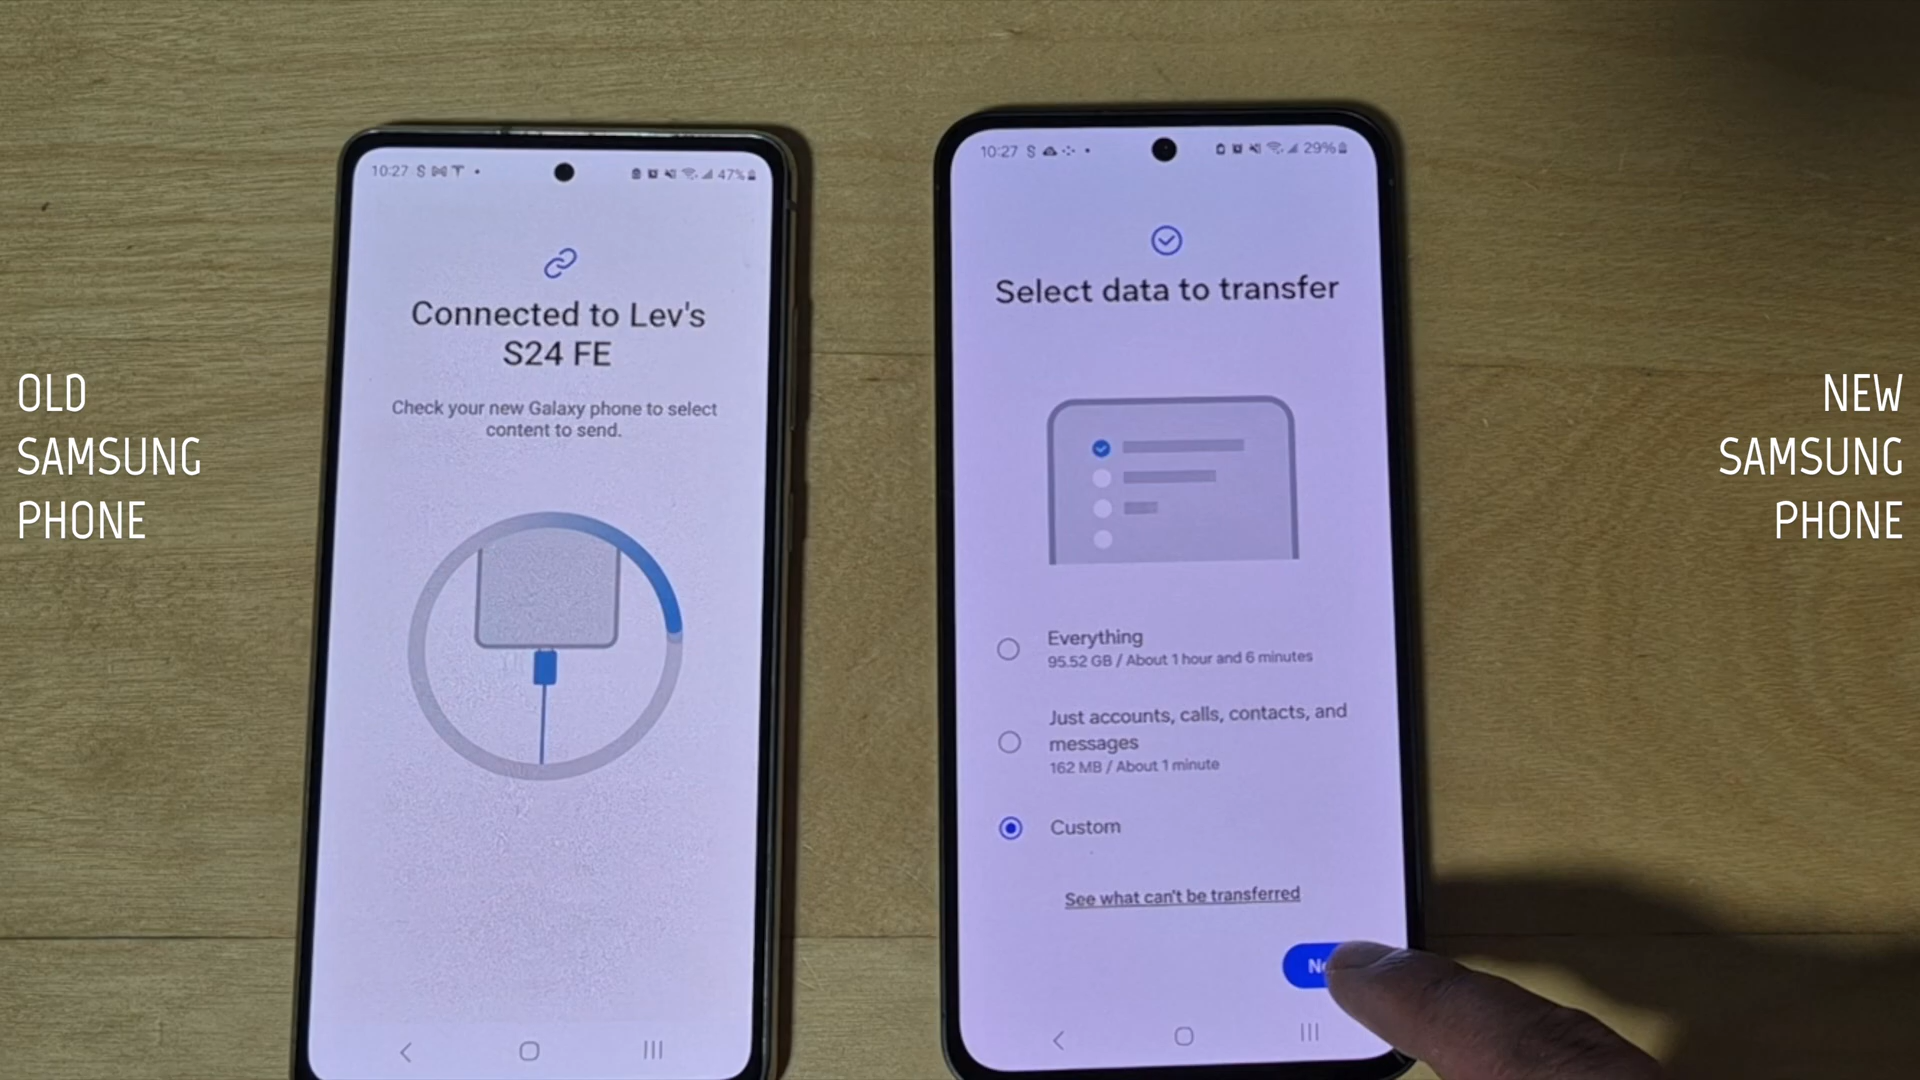 OLD
SAMSUNG
PHONE
10:27
47%
Connected to Lev's
S24 FE
Check your new Galaxy phone to select
content to send.
10:27
29%
Select data to transfer
Everything
95.52 GB / About 1 hour and 6 minutes
Just accounts, calls, contacts, and
messages
162 MB / About 1 minute
Custom
See what can't be transferred
NEW
SAMSUNG
PHONE